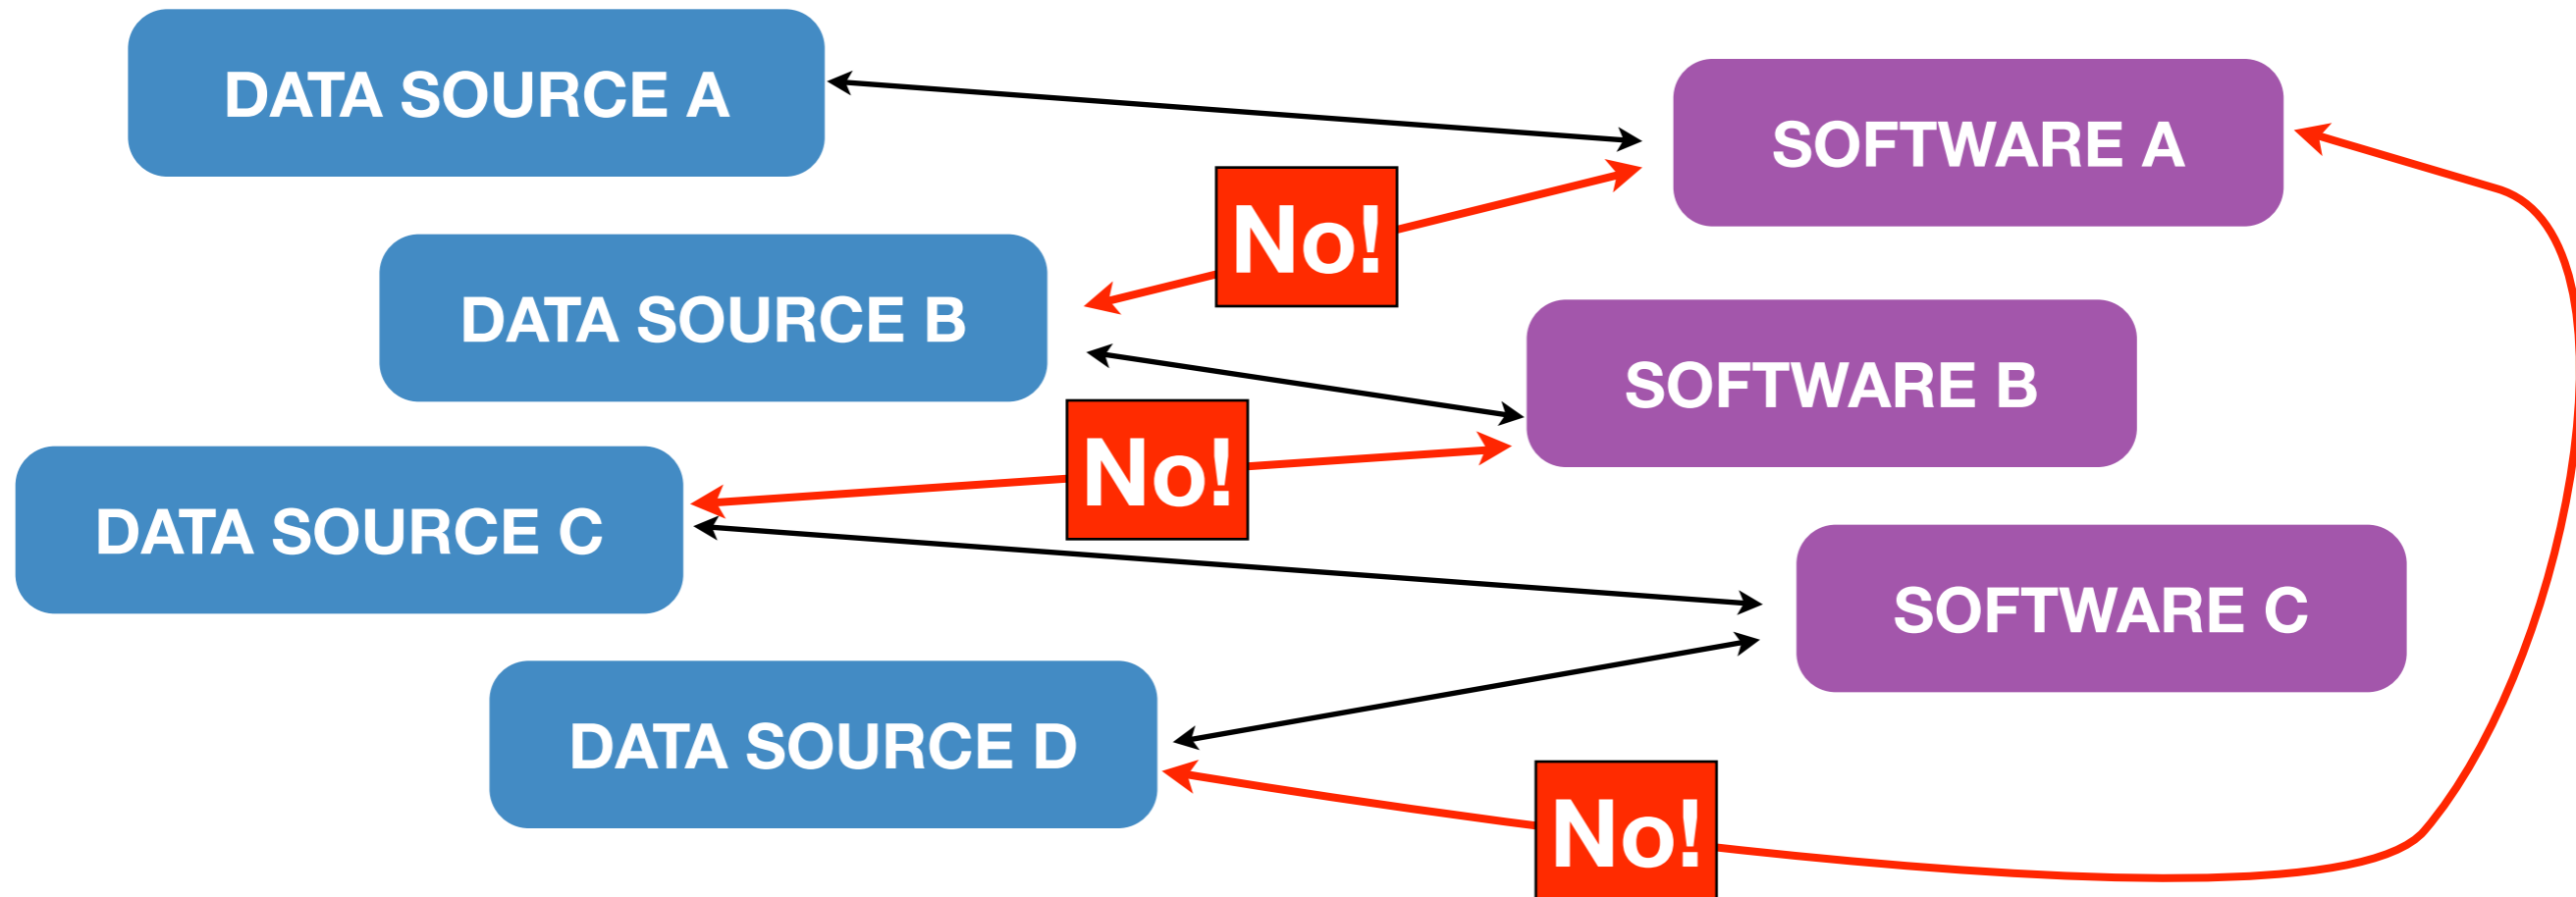 DATA SOURCE A
SOFTWARE A
No!
DATA SOURCE B
SOFTWARE B
No!
DATA SOURCE C
SOFTWARE C
DATA SOURCE D
No!